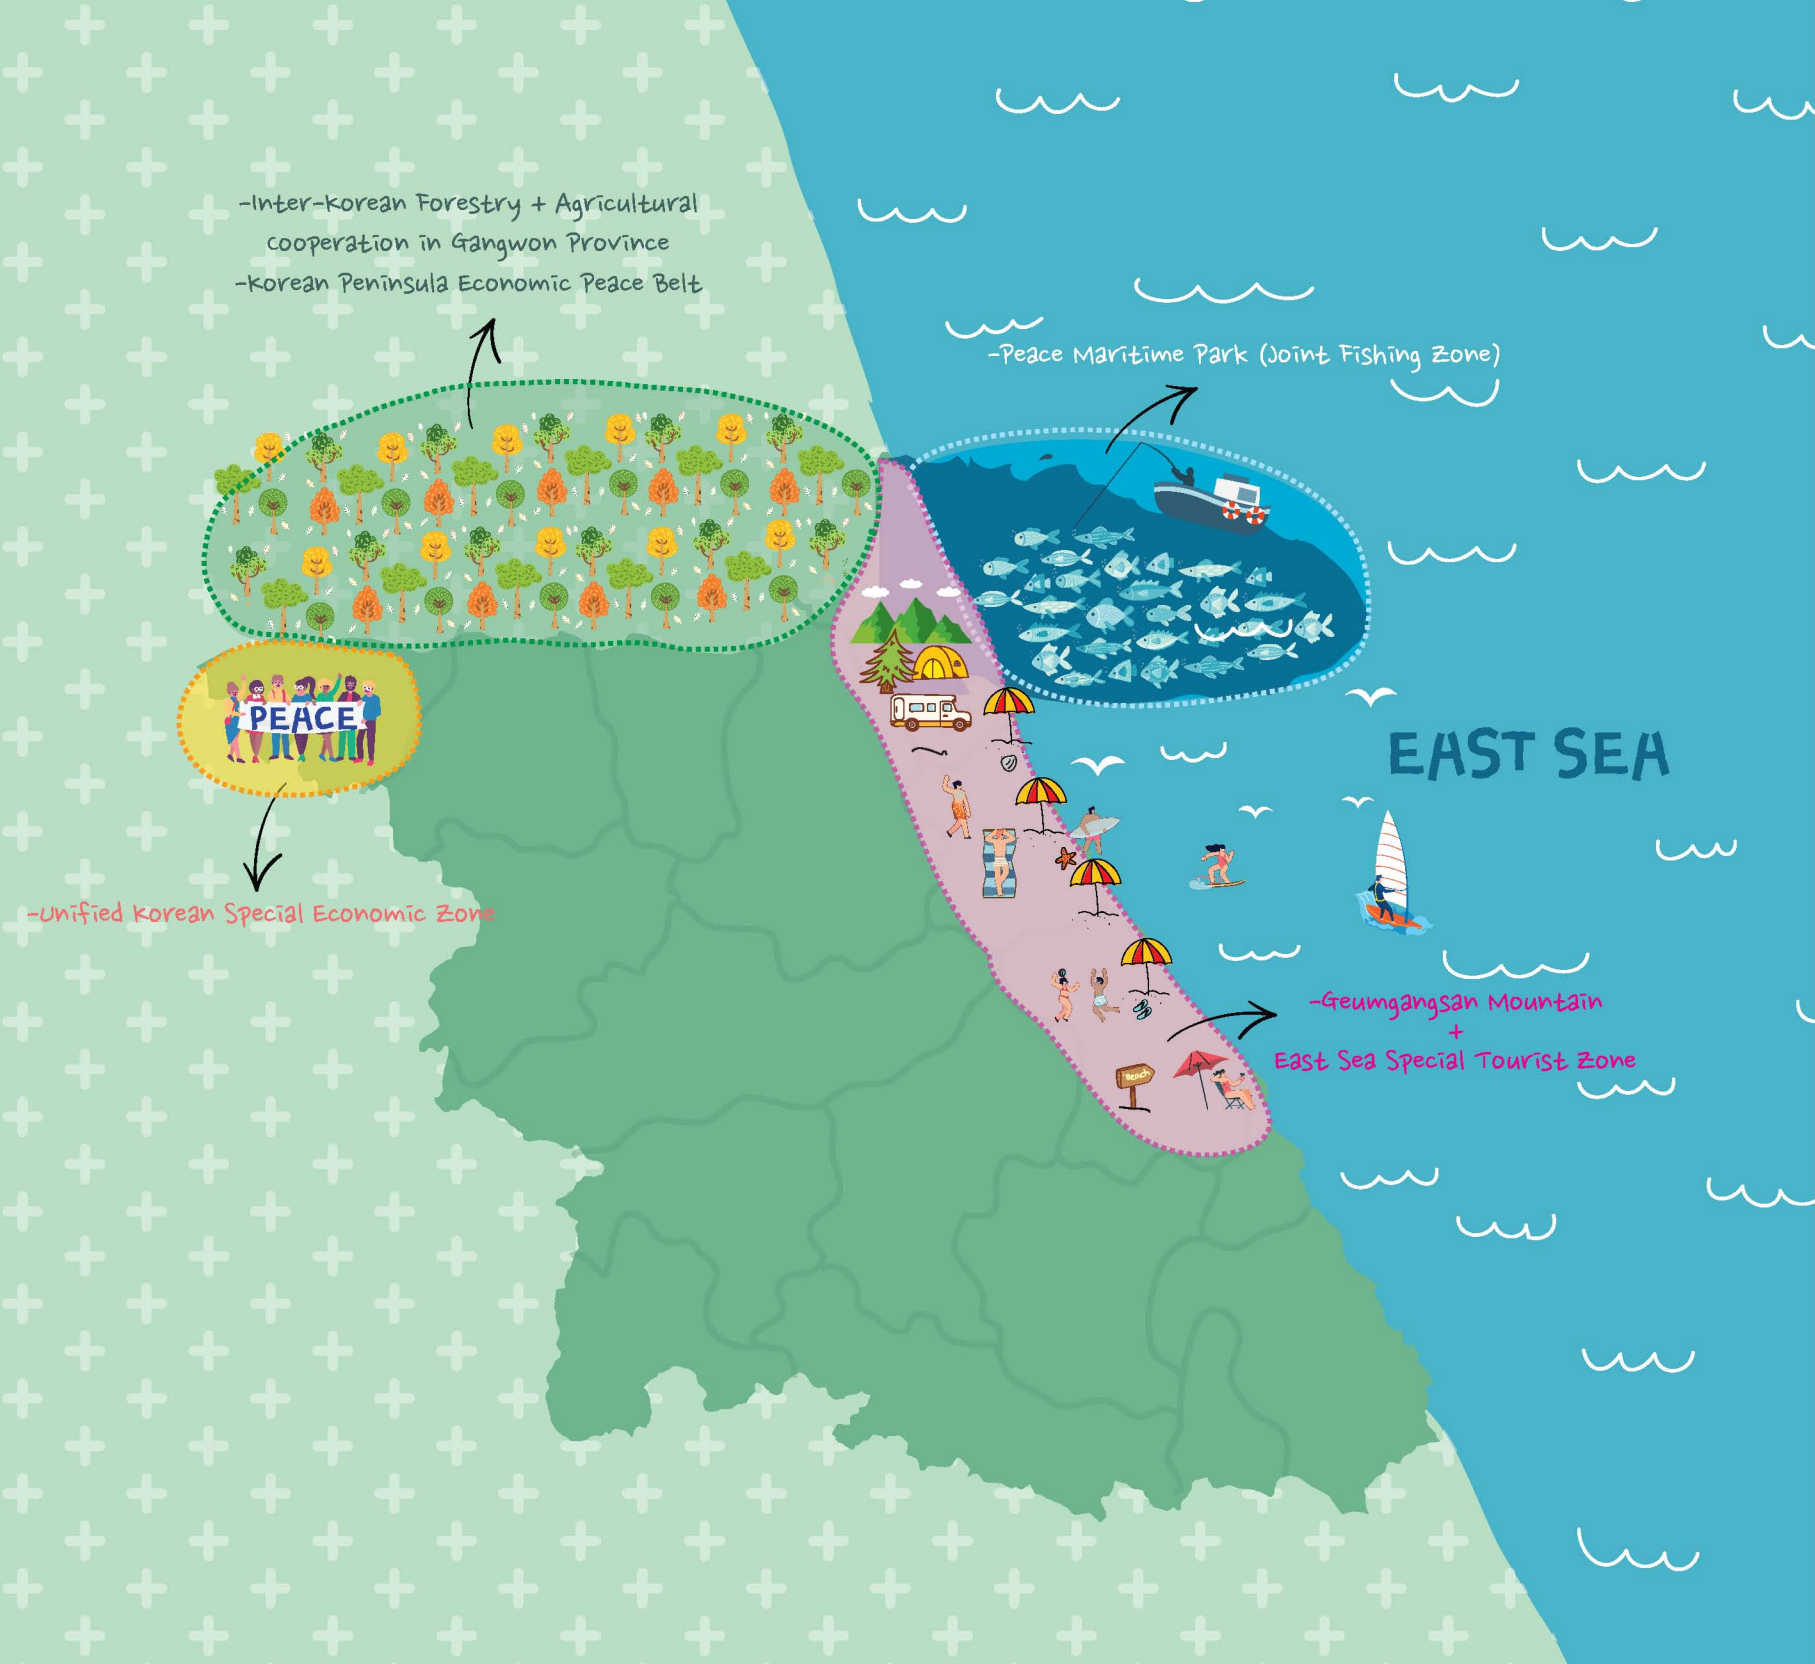 -Inter-Korean Forestry + Agricultural
cooperation in Gangwon Province
-Korean Peninsula Economic Peace Belt
-Peace Maritime Park (Joint Fishing Zone)
PEACE
EAST SEA
-Unified Korean Special Economic Zone
-Geumgangsan Mountain
+
East Sea Special Tourist Zone
Beach